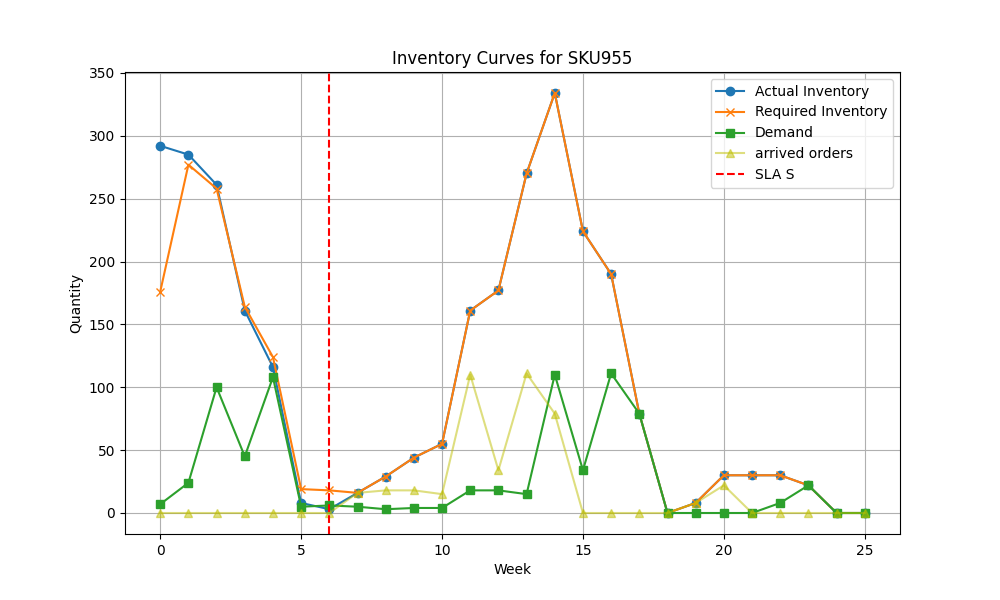 Inventory Curves for SKU955
350
300
250
200
150
100
50
0
Quantity
Actual Inventory
Required Inventory
Demand
arrived orders
SLA S
0 5 10 15 20 25
Week